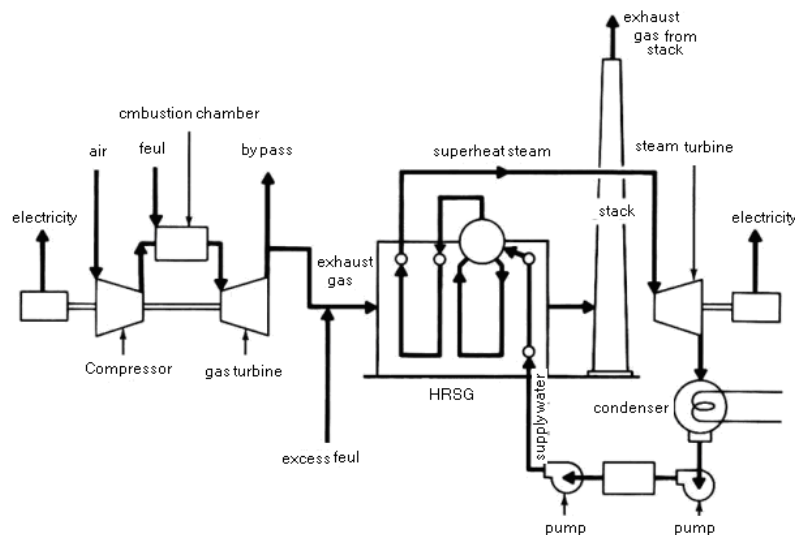 exhaust
gas from
stack
cmbustion chamber
air
feul
by pass
superheat steam
steam turbine
electricity
stack
electricity
exhaust
gas
Compressor
gas turbine
HRSG
supply water
condenser
excess feul
pump
pump